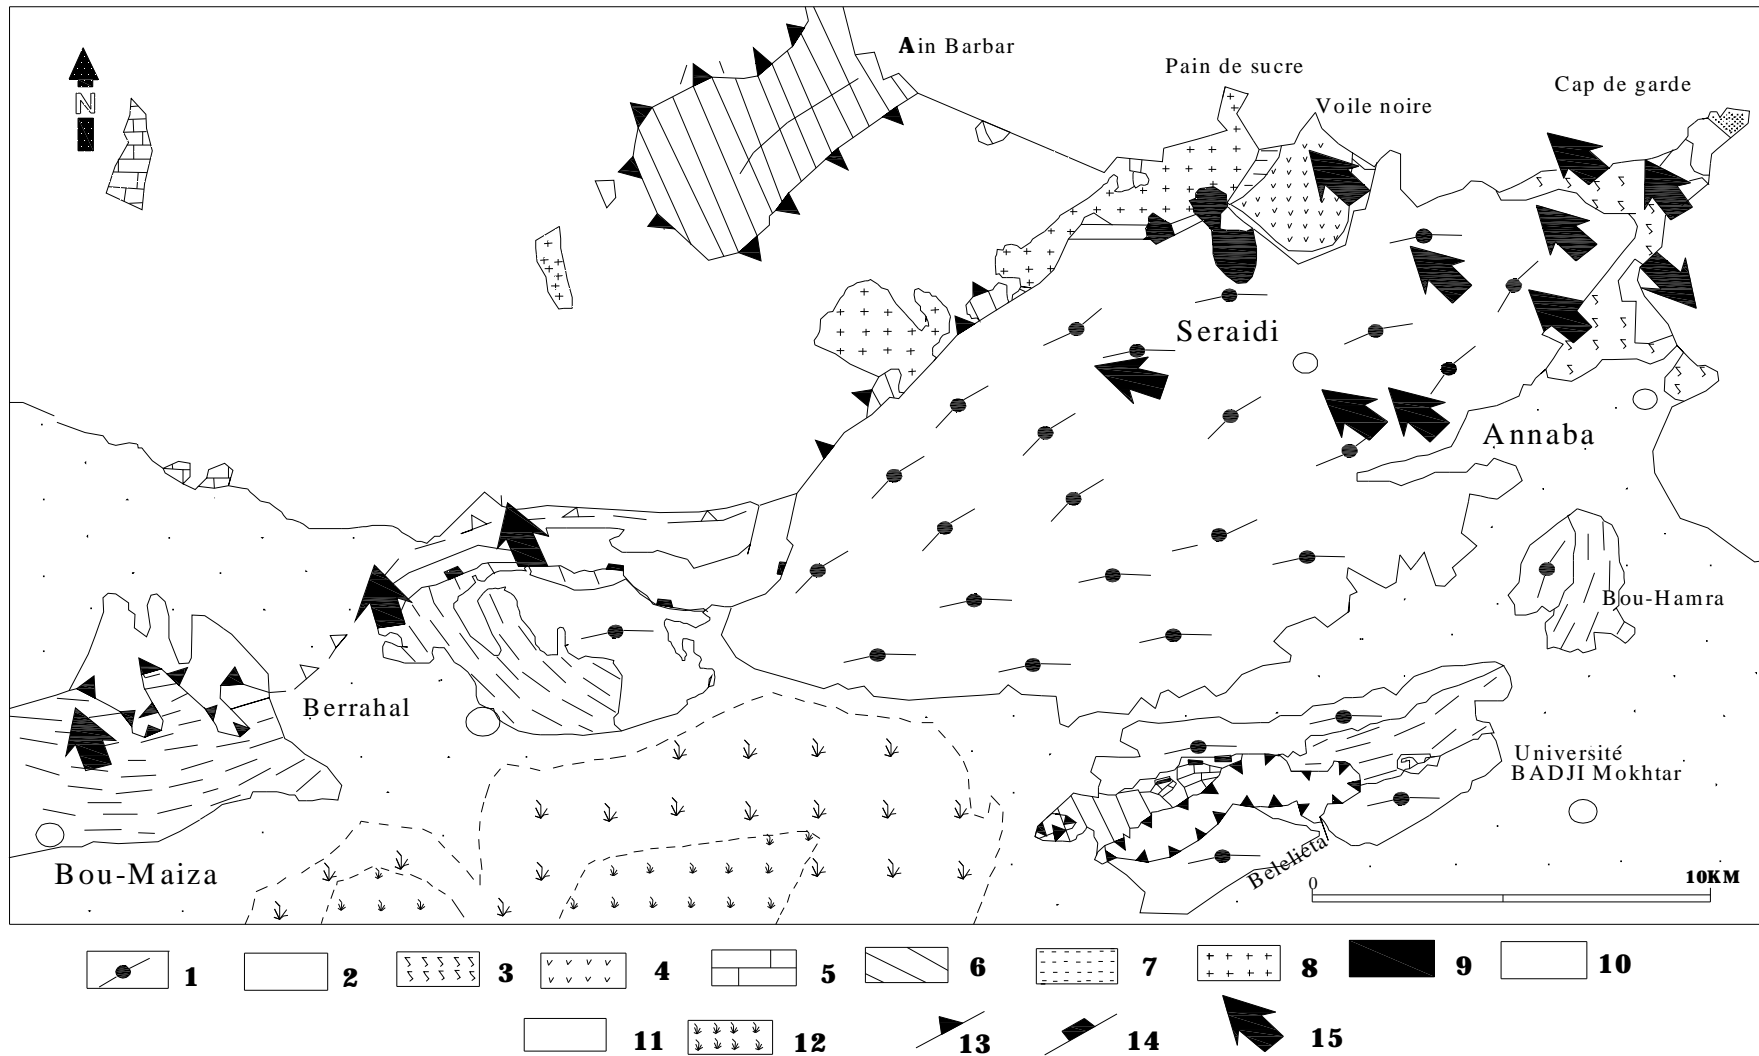 Ain Barbar
Pain de sucre
Voile noire
Cap de garde
N
Seraidi
Annaba
Bou-Hamra
Berrahal
Université
BADJI Mokhtar
Bou-Maiza
Belelieta
0
10KM
1
2
3
4
5
6
7
8
9
10
11
12
13
14
15